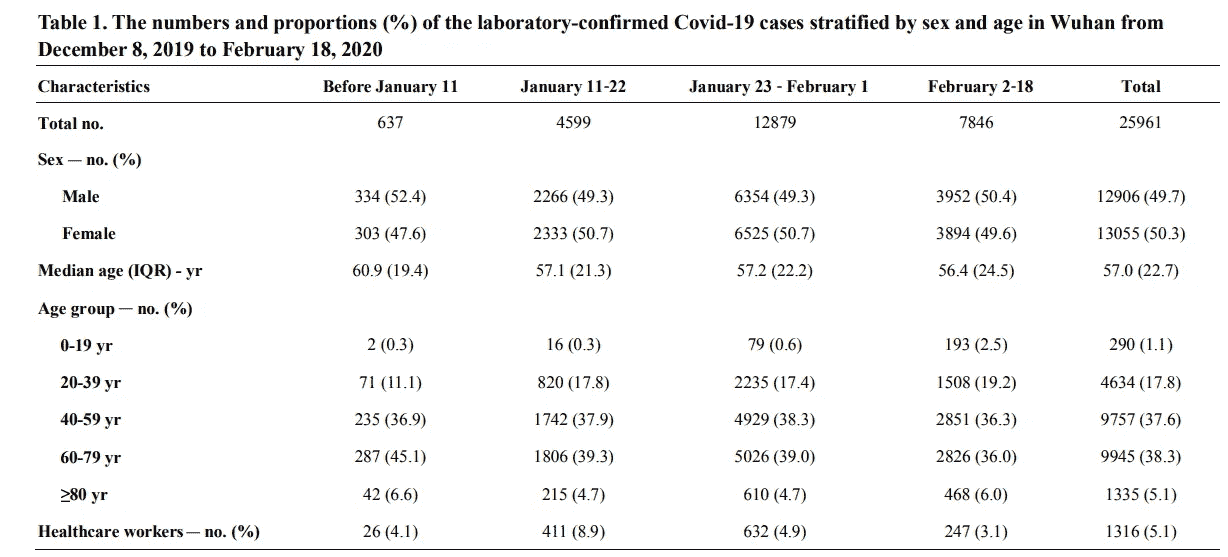 Table 1. The numbers and proportions (%) of the laboratory-confirmed Covid-19 cases stratified by sex and age in Wuhan from
December 8, 2019 to February 18, 2020
Characteristics Before January 11 January 11-22 January 23 - February 1 February 2-18 Total
Total no. 637 4599 12879 7846 25961
Sex — no. (%)
Male 334 (52.4) 2266 (49.3) 6354 (49.3) 3952 (50.4) 12906 (49.7)
Female 303 (47.6) 2333 (50.7) 6525 (50.7) 3894 (49.6) 13055 (50.3)
Median age (IQR) - yr 60.9 (19.4) 57.1 (21.3) 57.2 (22.2) 56.4 (24.5) 57.0 (22.7)
Age group — no. (%)
0-19 yr 2 (0.3) 16 (0.3) 79 (0.6) 193 (2.5) 290 (1.1)
20-39 yr 71 (11.1) 820 (17.8) 2235 (17.4) 1508 (19.2) 4634 (17.8)
40-59 yr 235 (36.9) 1742 (37.9) 4929 (38.3) 2851 (36.3) 9757 (37.6)
60-79 yr 287 (45.1) 1806 (39.3) 5026 (39.0) 2826 (36.0) 9945 (38.3)
≥80 yr 42 (6.6) 215 (4.7) 610 (4.7) 468 (6.0) 1335 (5.1)
Healthcare workers — no. (%) 26 (4.1) 411 (8.9) 632 (4.9) 247 (3.1) 1316 (5.1)